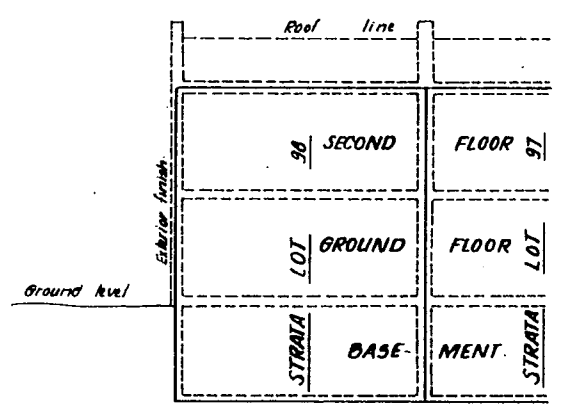 Roof line
98 SECOND FLOOR 97
Exterior finish.
LOT GROUND FLOOR LOT
Ground level
STRATA BASE- MENT. STRATA